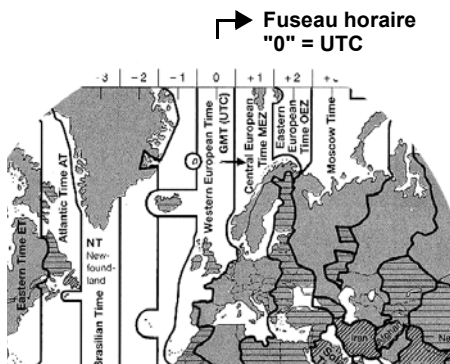 Fuseau horaire
"0" = UTC
-3
-2
-1
0
+1
+2
Eastern Time ET
Atlantic Time AT
NT
New-
found-
land
Brasilian Time
Western European Time
GMT (UTC)
Central European
Time MEZ
Eastern
European
Time OEZ
Moscow Time
Iran